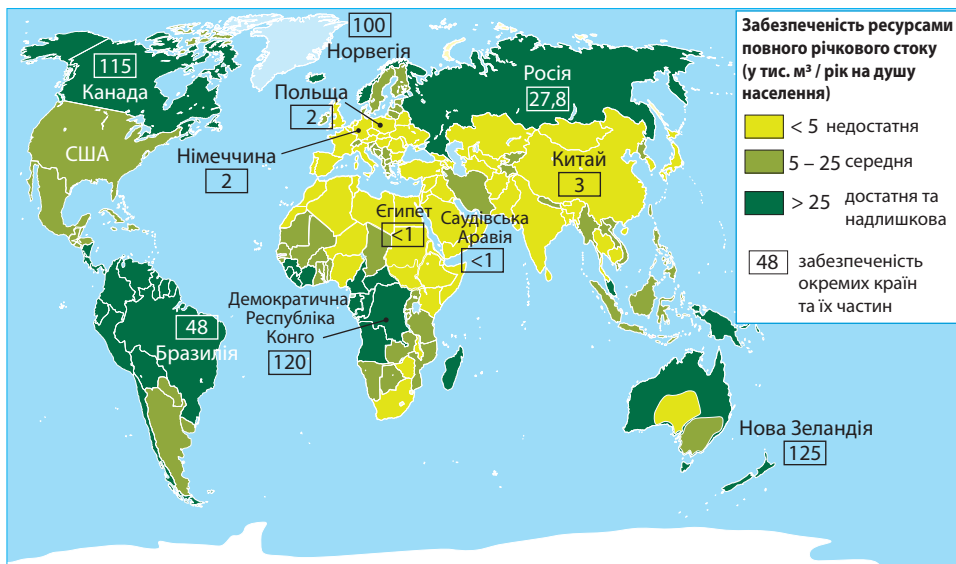 100
Норвегія
115
Канада
Польща
2
Росія
27,8
США
Німеччина
2
Китай
3
Єгипет
<1
Саудівська
Аравія
<1
Демократична
Республіка
Конго
120
48
Бразилія
Нова Зеландія
125
Забезпеченість ресурсами
повного річкового стоку
(у тис. м³ / рік на душу
населення)
< 5 недостатня
5 – 25 середня
> 25 достатня та
надлишкова
48 забезпеченість
окремих країн
та їх частин